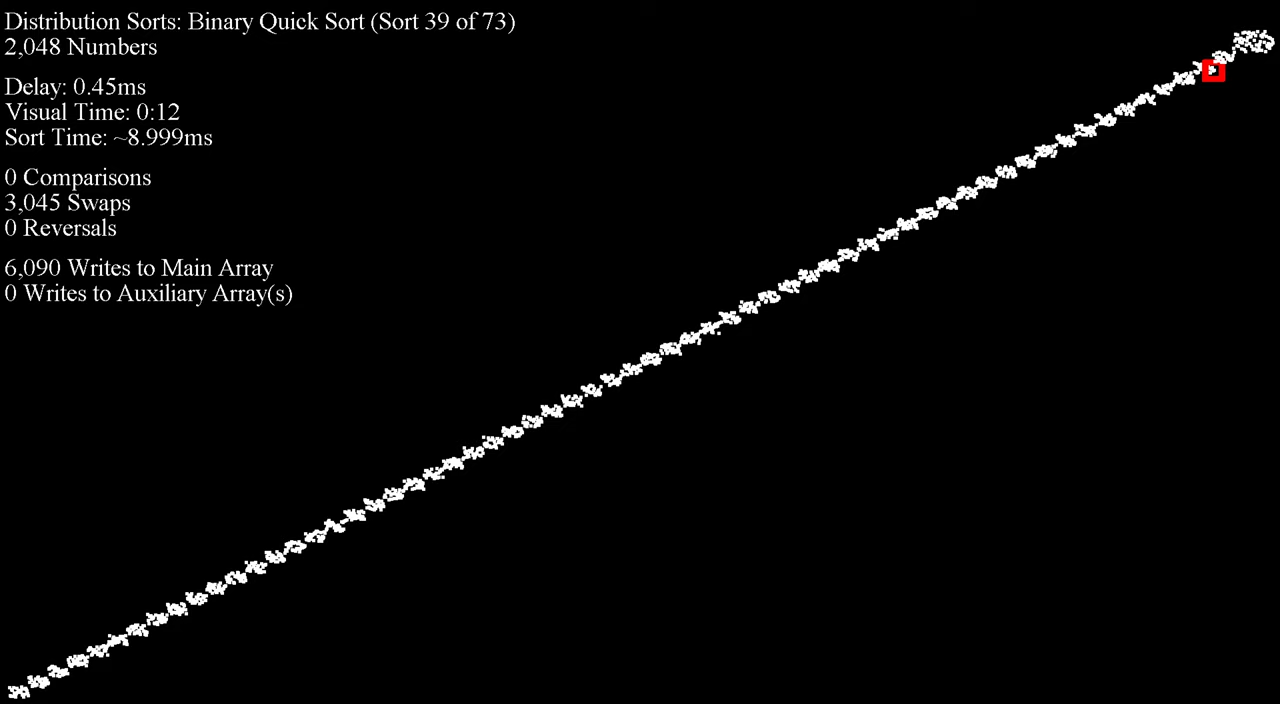 Distribution Sorts: Binary Quick Sort (Sort 39 of 73)
2,048 Numbers
Delay: 0.45ms
Visual Time: 0:12
Sort Time: ~8.999ms
0 Comparisons
3,045 Swaps
0 Reversals
6,090 Writes to Main Array
0 Writes to Auxiliary Array(s)